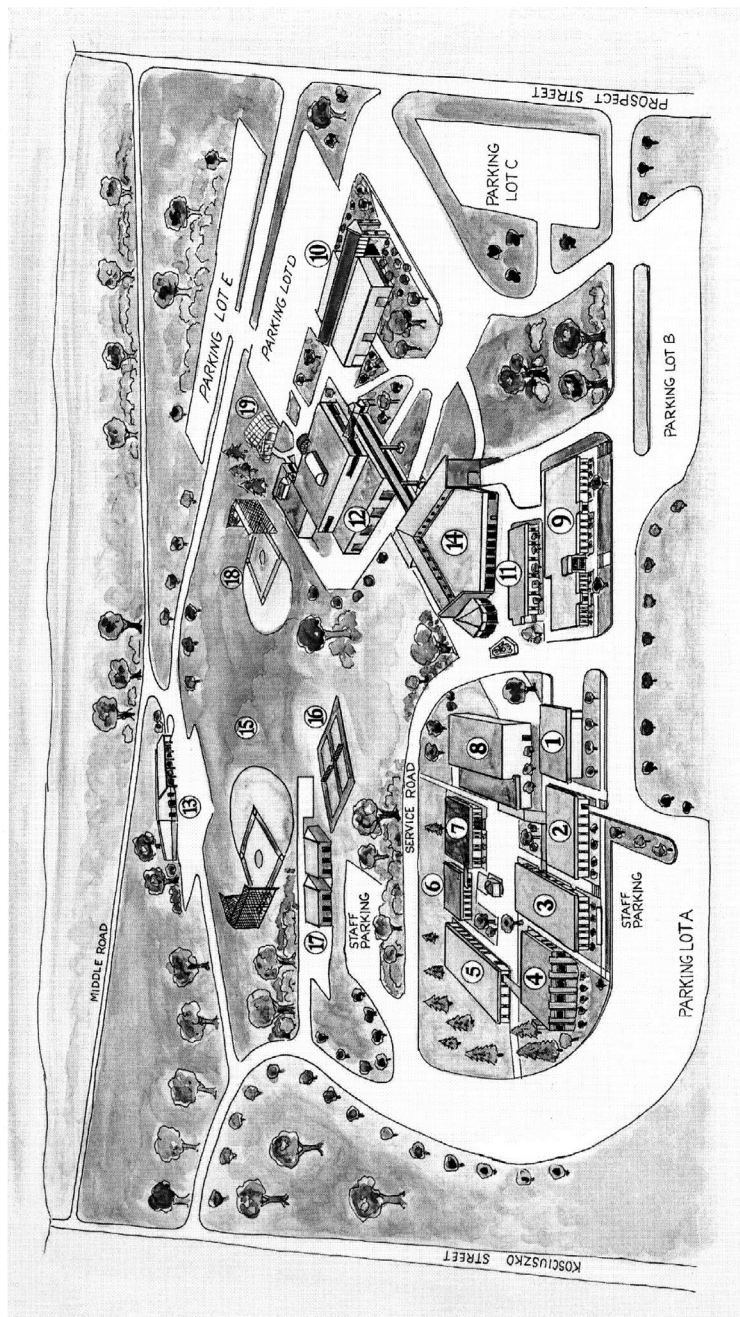 PROSPECT STREET
PARKING
LOT C
PARKING LOT E
PARKING LOT D
10
PARKING LOT B
19
12
18
14
9
11
MIDDLE ROAD
13
15
16
SERVICE ROAD
8
1
7
2
6
3
17
STAFF
PARKING
5
4
STAFF
PARKING
PARKING LOT A
KOSCIUSZKO STREET